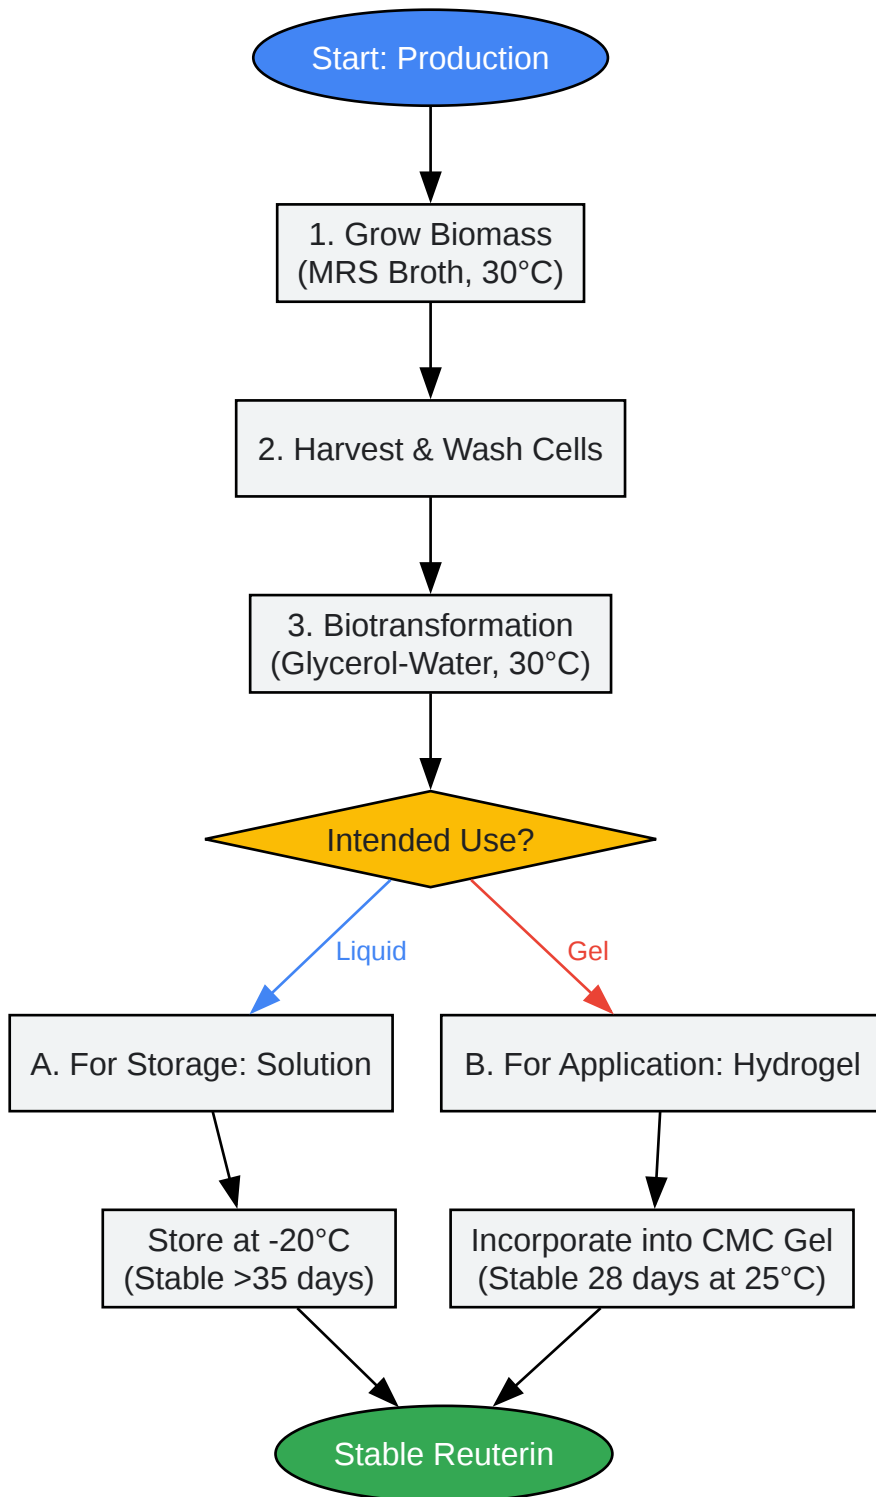 Start: Production
1. Grow Biomass
(MRS Broth, 30°C)
2. Harvest & Wash Cells
3. Biotransformation
(Glycerol-Water, 30°C)
Intended Use?
Liquid
Gel
A. For Storage: Solution
B. For Application: Hydrogel
Store at -20°C
(Stable >35 days)
Incorporate into CMC Gel
(Stable 28 days at 25°C)
Stable Reuterin